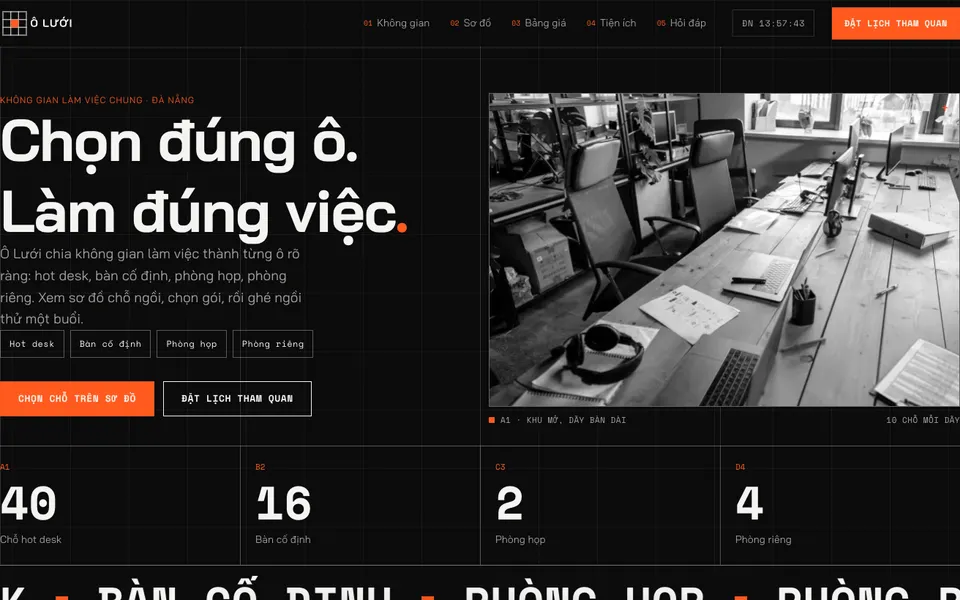 Ô LƯỚI
01 Không gian
02 Sơ đồ
03 Bảng giá
04 Tiện ích
05 Hỏi đáp
ĐN 13:57:43
ĐẶT LỊCH THAM QUAN
KHÔNG GIAN LÀM VIỆC CHUNG · ĐÀ NẴNG
Chọn đúng ô.
Làm đúng việc.
Ô Lưới chia không gian làm việc thành từng ô rõ
ràng: hot desk, bàn cố định, phòng họp, phòng
riêng. Xem sơ đồ chỗ ngồi, chọn gói, rồi ghé ngồi
thử một buổi.
Hot desk
Bàn cố định
Phòng họp
Phòng riêng
CHỌN CHỖ TRÊN SƠ ĐỒ
ĐẶT LỊCH THAM QUAN
A1 · KHU MỞ, DÃY BÀN DÀI
10 CHỖ MỖI DÃY
A1
40
Chỗ hot desk
B2
16
Bàn cố định
C3
2
Phòng họp
D4
4
Phòng riêng
K · BÀN CỐ ĐỊNH · PHÒNG HỌP · PHÒNG R